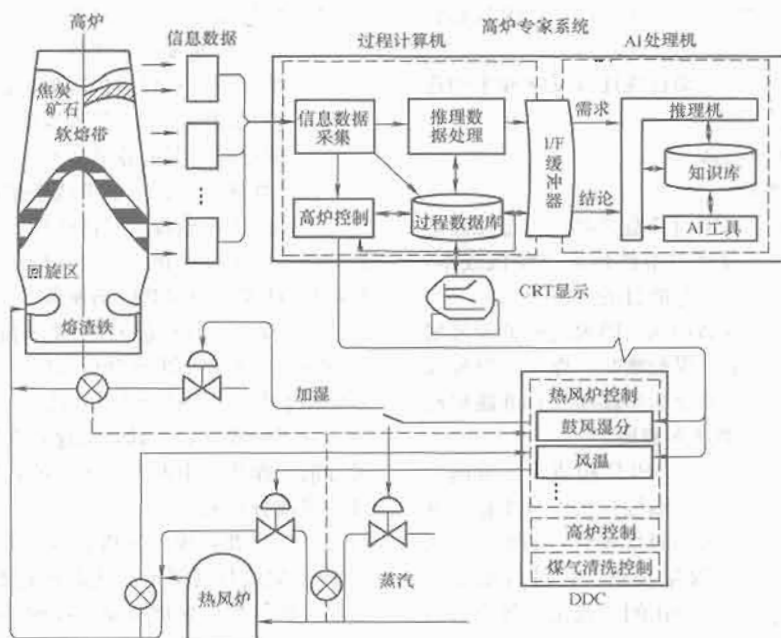 高炉专家系统
高炉
信息数据
过程计算机
AI处理机
焦炭
矿石
软熔带
回旋区
熔渣铁
信息数据
采集
推理数
据处理
高炉控制
过程数据库
I/F
缓冲器
需求
结论
推理机
知识库
AI工具
CRT显示
加湿
热风炉控制
鼓风湿分
风温
高炉控制
煤气清洗控制
DDC
蒸汽
热风炉